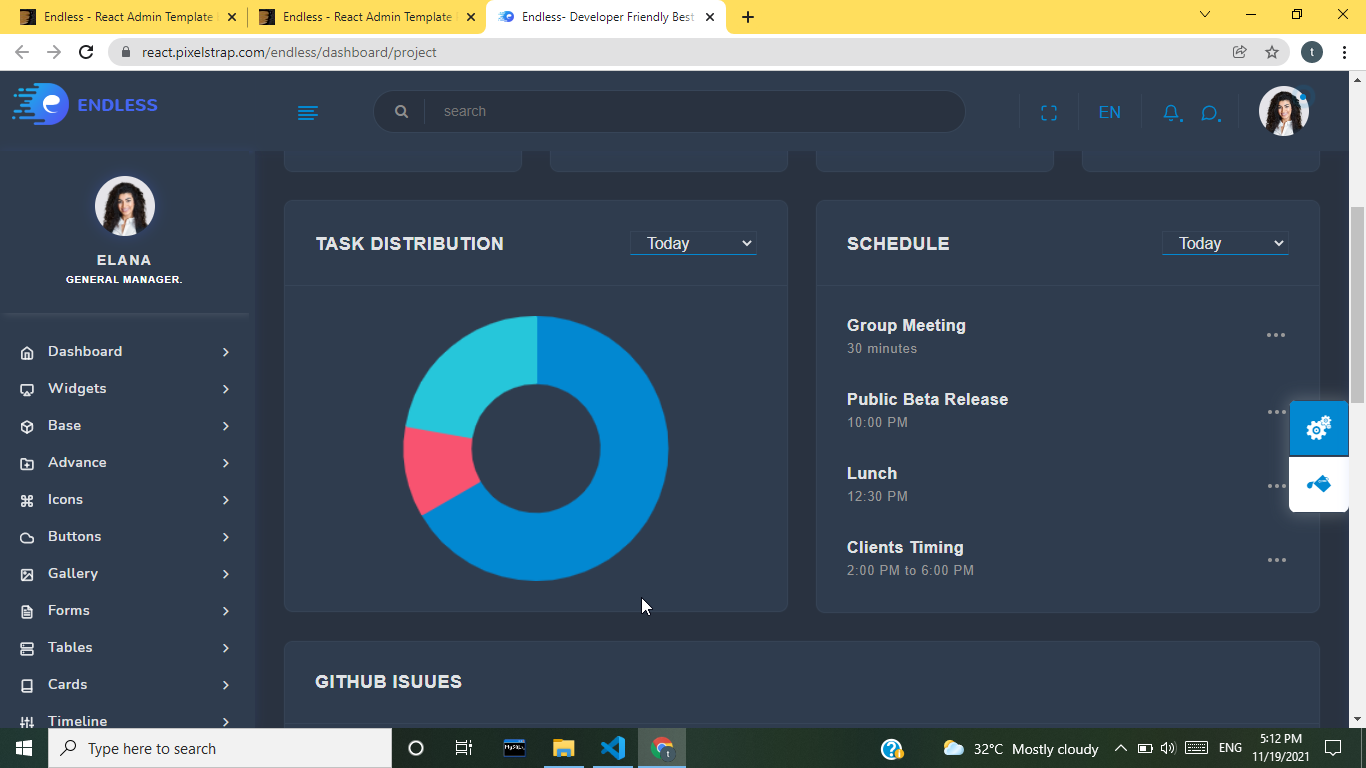 Endless - React Admin Template
Endless - React Admin Template
Endless- Developer Friendly Best
react.pixelstrap.com/endless/dashboard/project
t
ENDLESS
search
EN
ELANA
GENERAL MANAGER.
Dashboard
Widgets
Base
Advance
Icons
Buttons
Gallery
Forms
Tables
Cards
Timeline
TASK DISTRIBUTION
Today
SCHEDULE
Today
Group Meeting
30 minutes
Public Beta Release
10:00 PM
Lunch
12:30 PM
Clients Timing
2:00 PM to 6:00 PM
GITHUB ISUUES
Type here to search
MySQL
t
32°C Mostly cloudy
ENG
5:12 PM
11/19/2021